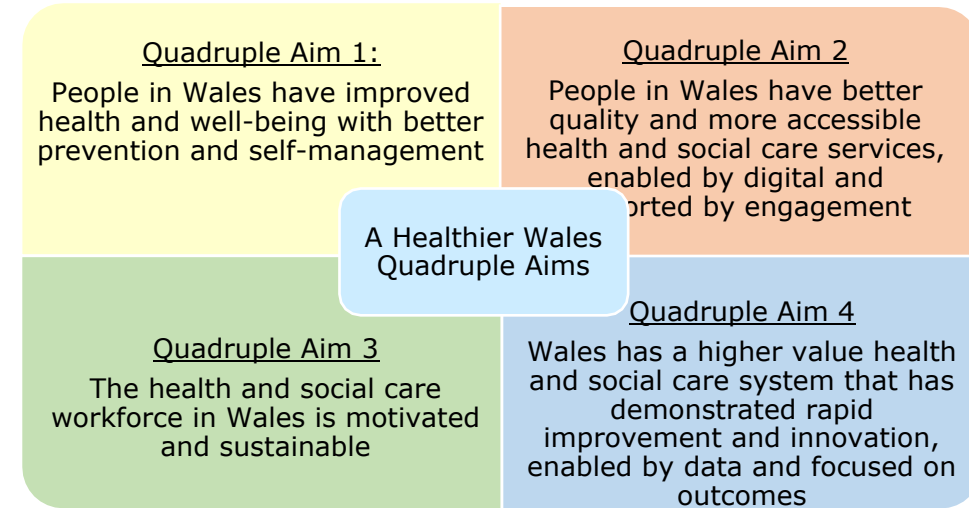 Quadruple Aim 1:
People in Wales have improved
health and well-being with better
prevention and self-management
Quadruple Aim 2
People in Wales have better
quality and more accessible
health and social care services,
enabled by digital and
orted by engagement
A Healthier Wales
Quadruple Aims
Quadruple Aim 3
The health and social care
workforce in Wales is motivated
and sustainable
Quadruple Aim 4
Wales has a higher value health
and social care system that has
demonstrated rapid
improvement and innovation,
enabled by data and focused on
outcomes